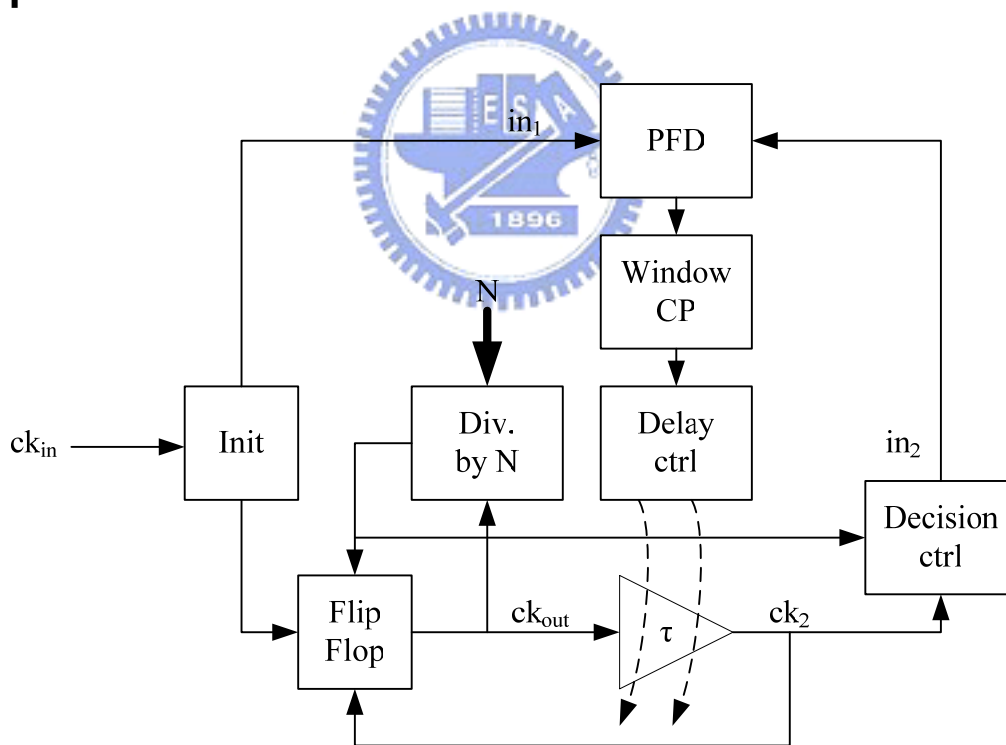 in₁
PFD
Window
CP
N
ckᵢₙ
Init
Div.
by N
Delay
ctrl
in₂
Decision
ctrl
Flip
Flop
ckₒᵤₜ
τ
ck₂
E S A
1896